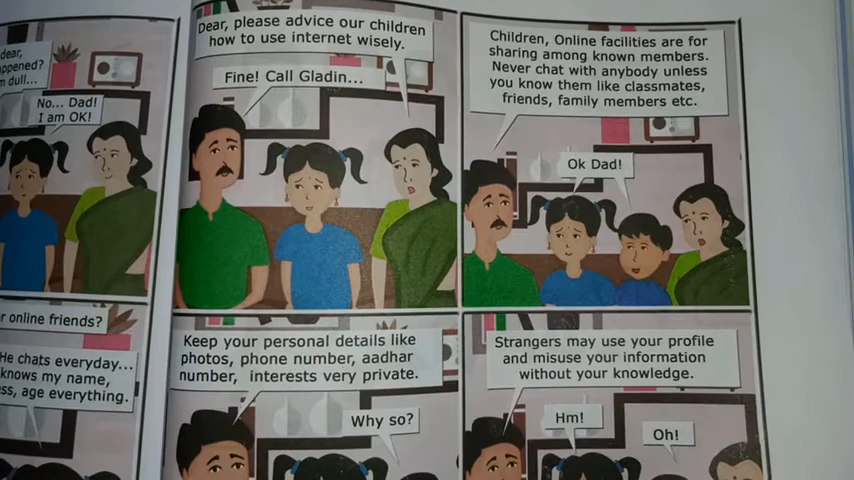 dear,
No... Dad!
I am OK!
Dear, please advice our children
how to use internet wisely.
Fine! Call Gladin...
Children, Online facilities are for
sharing among known members.
Never chat with anybody unless
you know them like classmates,
friends, family members etc.
Ok Dad!
online friends?
He chats everyday...
knows my name,
age everything.
Keep your personal details like
photos, phone number, aadhar
number, interests very private.
Why so?
Strangers may use your profile
and misuse your information
without your knowledge.
Hm!
Oh!